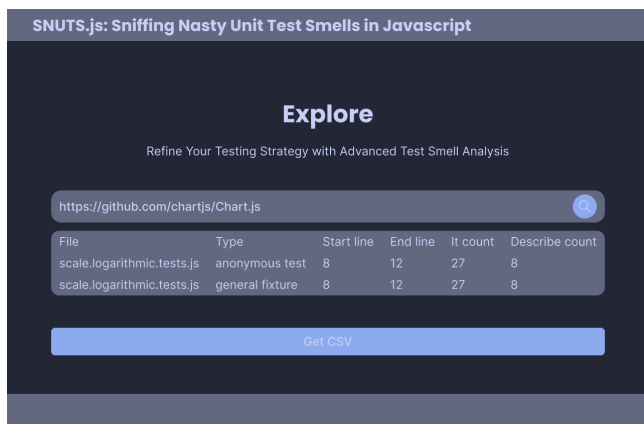 SNUTS.js: Sniffing Nasty Unit Test Smells in Javascript
Explore
Refine Your Testing Strategy with Advanced Test Smell Analysis
https://github.com/chartjs/Chart.js
File Type Start line End line It count Describe count
scale.logarithmic.tests.js anonymous test 8 12 27 8
scale.logarithmic.tests.js general fixture 8 12 27 8
Get CSV